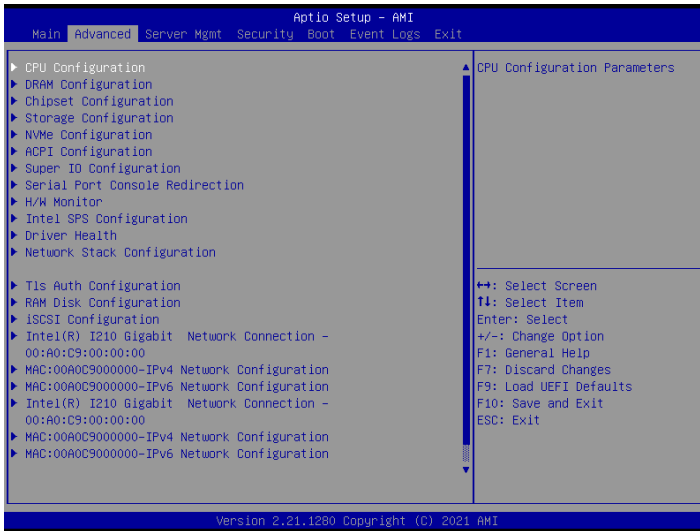 Aptio Setup – AMI
Main Advanced Server Mgmt Security Boot Event Logs Exit
CPU Configuration
DRAM Configuration
Chipset Configuration
Storage Configuration
NVMe Configuration
ACPI Configuration
Super IO Configuration
Serial Port Console Redirection
H/W Monitor
Intel SPS Configuration
Driver Health
Network Stack Configuration
Tls Auth Configuration
RAM Disk Configuration
iSCSI Configuration
Intel(R) I210 Gigabit  Network Connection –
00:A0:C9:00:00:00
MAC:00A0C9000000-IPv4 Network Configuration
MAC:00A0C9000000-IPv6 Network Configuration
Intel(R) I210 Gigabit  Network Connection –
00:A0:C9:00:00:00
MAC:00A0C9000000-IPv4 Network Configuration
MAC:00A0C9000000-IPv6 Network Configuration
CPU Configuration Parameters
↔: Select Screen
↑↓: Select Item
Enter: Select
+/-: Change Option
F1: General Help
F7: Discard Changes
F9: Load UEFI Defaults
F10: Save and Exit
ESC: Exit
Version 2.21.1280 Copyright (C) 2021 AMI